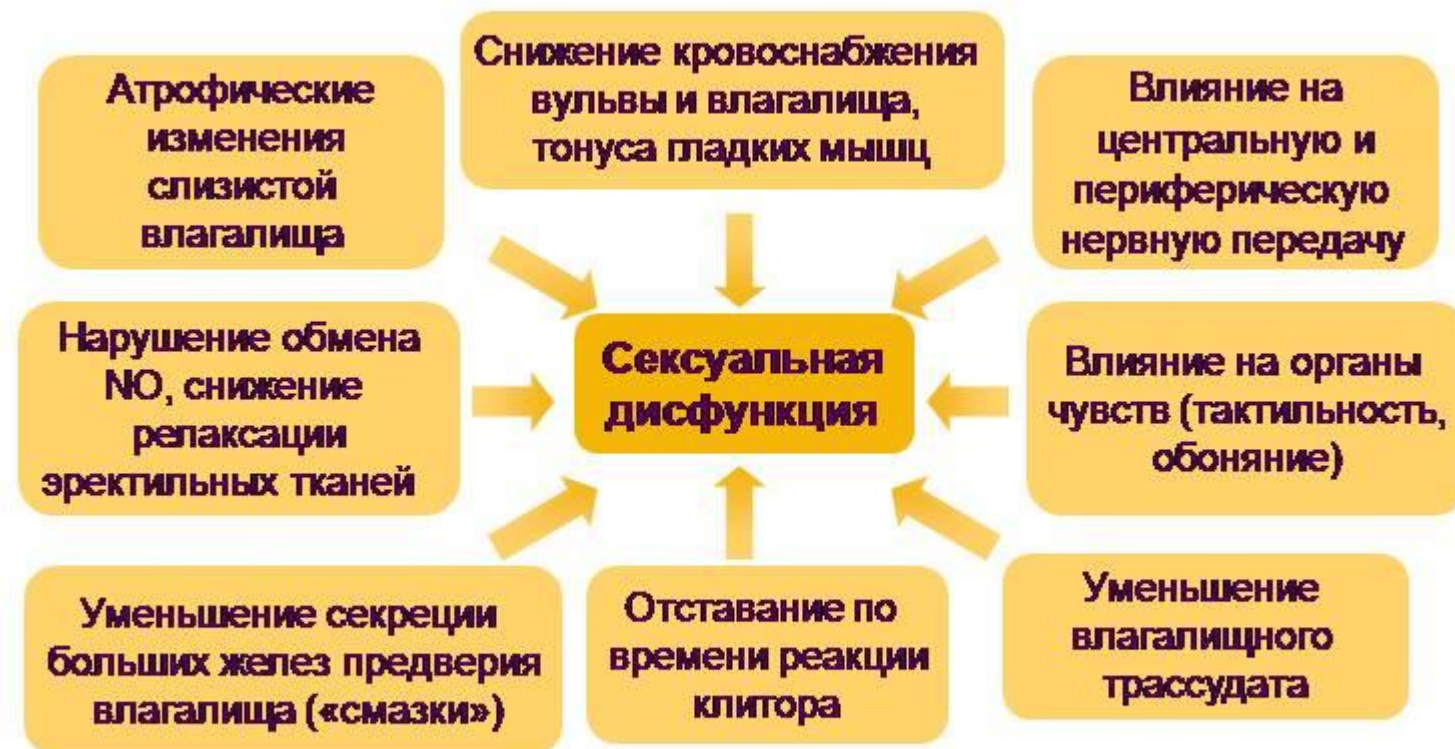 Снижение кровоснабжения
вульвы и влагалища,
тонуса гладких мышц
Атрофические
изменения
слизистой
влагалища
Влияние на
центральную и
периферическую
нервную передачу
Нарушение обмена
NO, снижение
релаксации
эректильных тканей
Сексуальная
дисфункция
Влияние на органы
чувств (тактильность,
обоняние)
Уменьшение секреции
больших желез предверия
влагалища («смазки»)
Отставание по
времени реакции
клитора
Уменьшение
влагалищного
трассудата